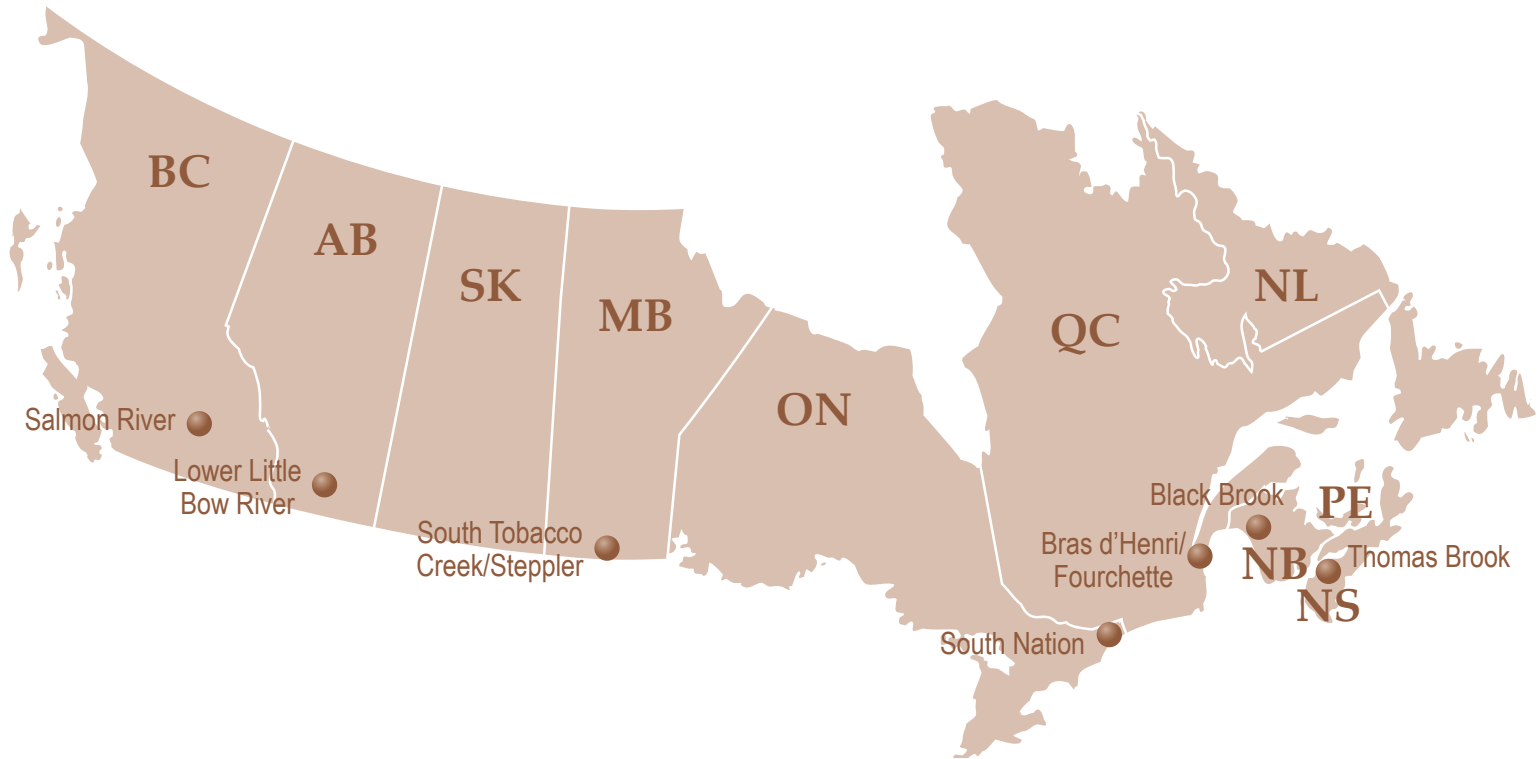 BC
AB
SK
MB
ON
QC
NL
Salmon River
Lower Little
Bow River
South Tobacco
Creek/Steppler
South Nation
Bras d’Henri/
Fourchette
Black Brook
PE
NB
Thomas Brook
NS